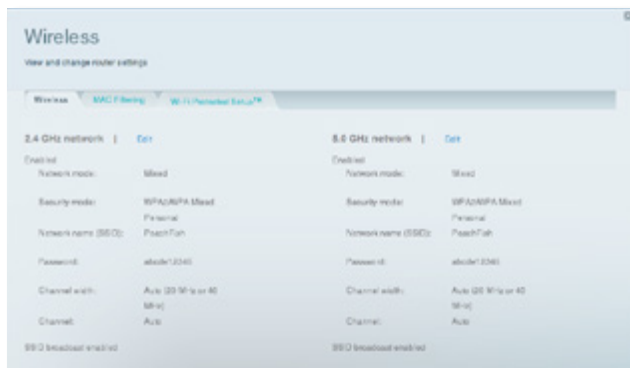 Wireless
View and change router settings
Wireless MAC Filtering Wi-Fi Protected Setup™
2.4 GHz network | Edit
Enabled
Network mode: Mixed
Security mode: WPA2/WPA Mixed
Personal
Network name (SSID): PeachFish
Password:
Channel width: Auto (20 MHz or 40
MHz)
Channel: Auto
SSID broadcast enabled
5.0 GHz network | Edit
Enabled
Network mode: Mixed
Security mode: WPA2/WPA Mixed
Personal
Network name (SSID): PeachFish
Password:
Channel width: Auto (20 MHz or 40
MHz)
Channel: Auto
SSID broadcast enabled